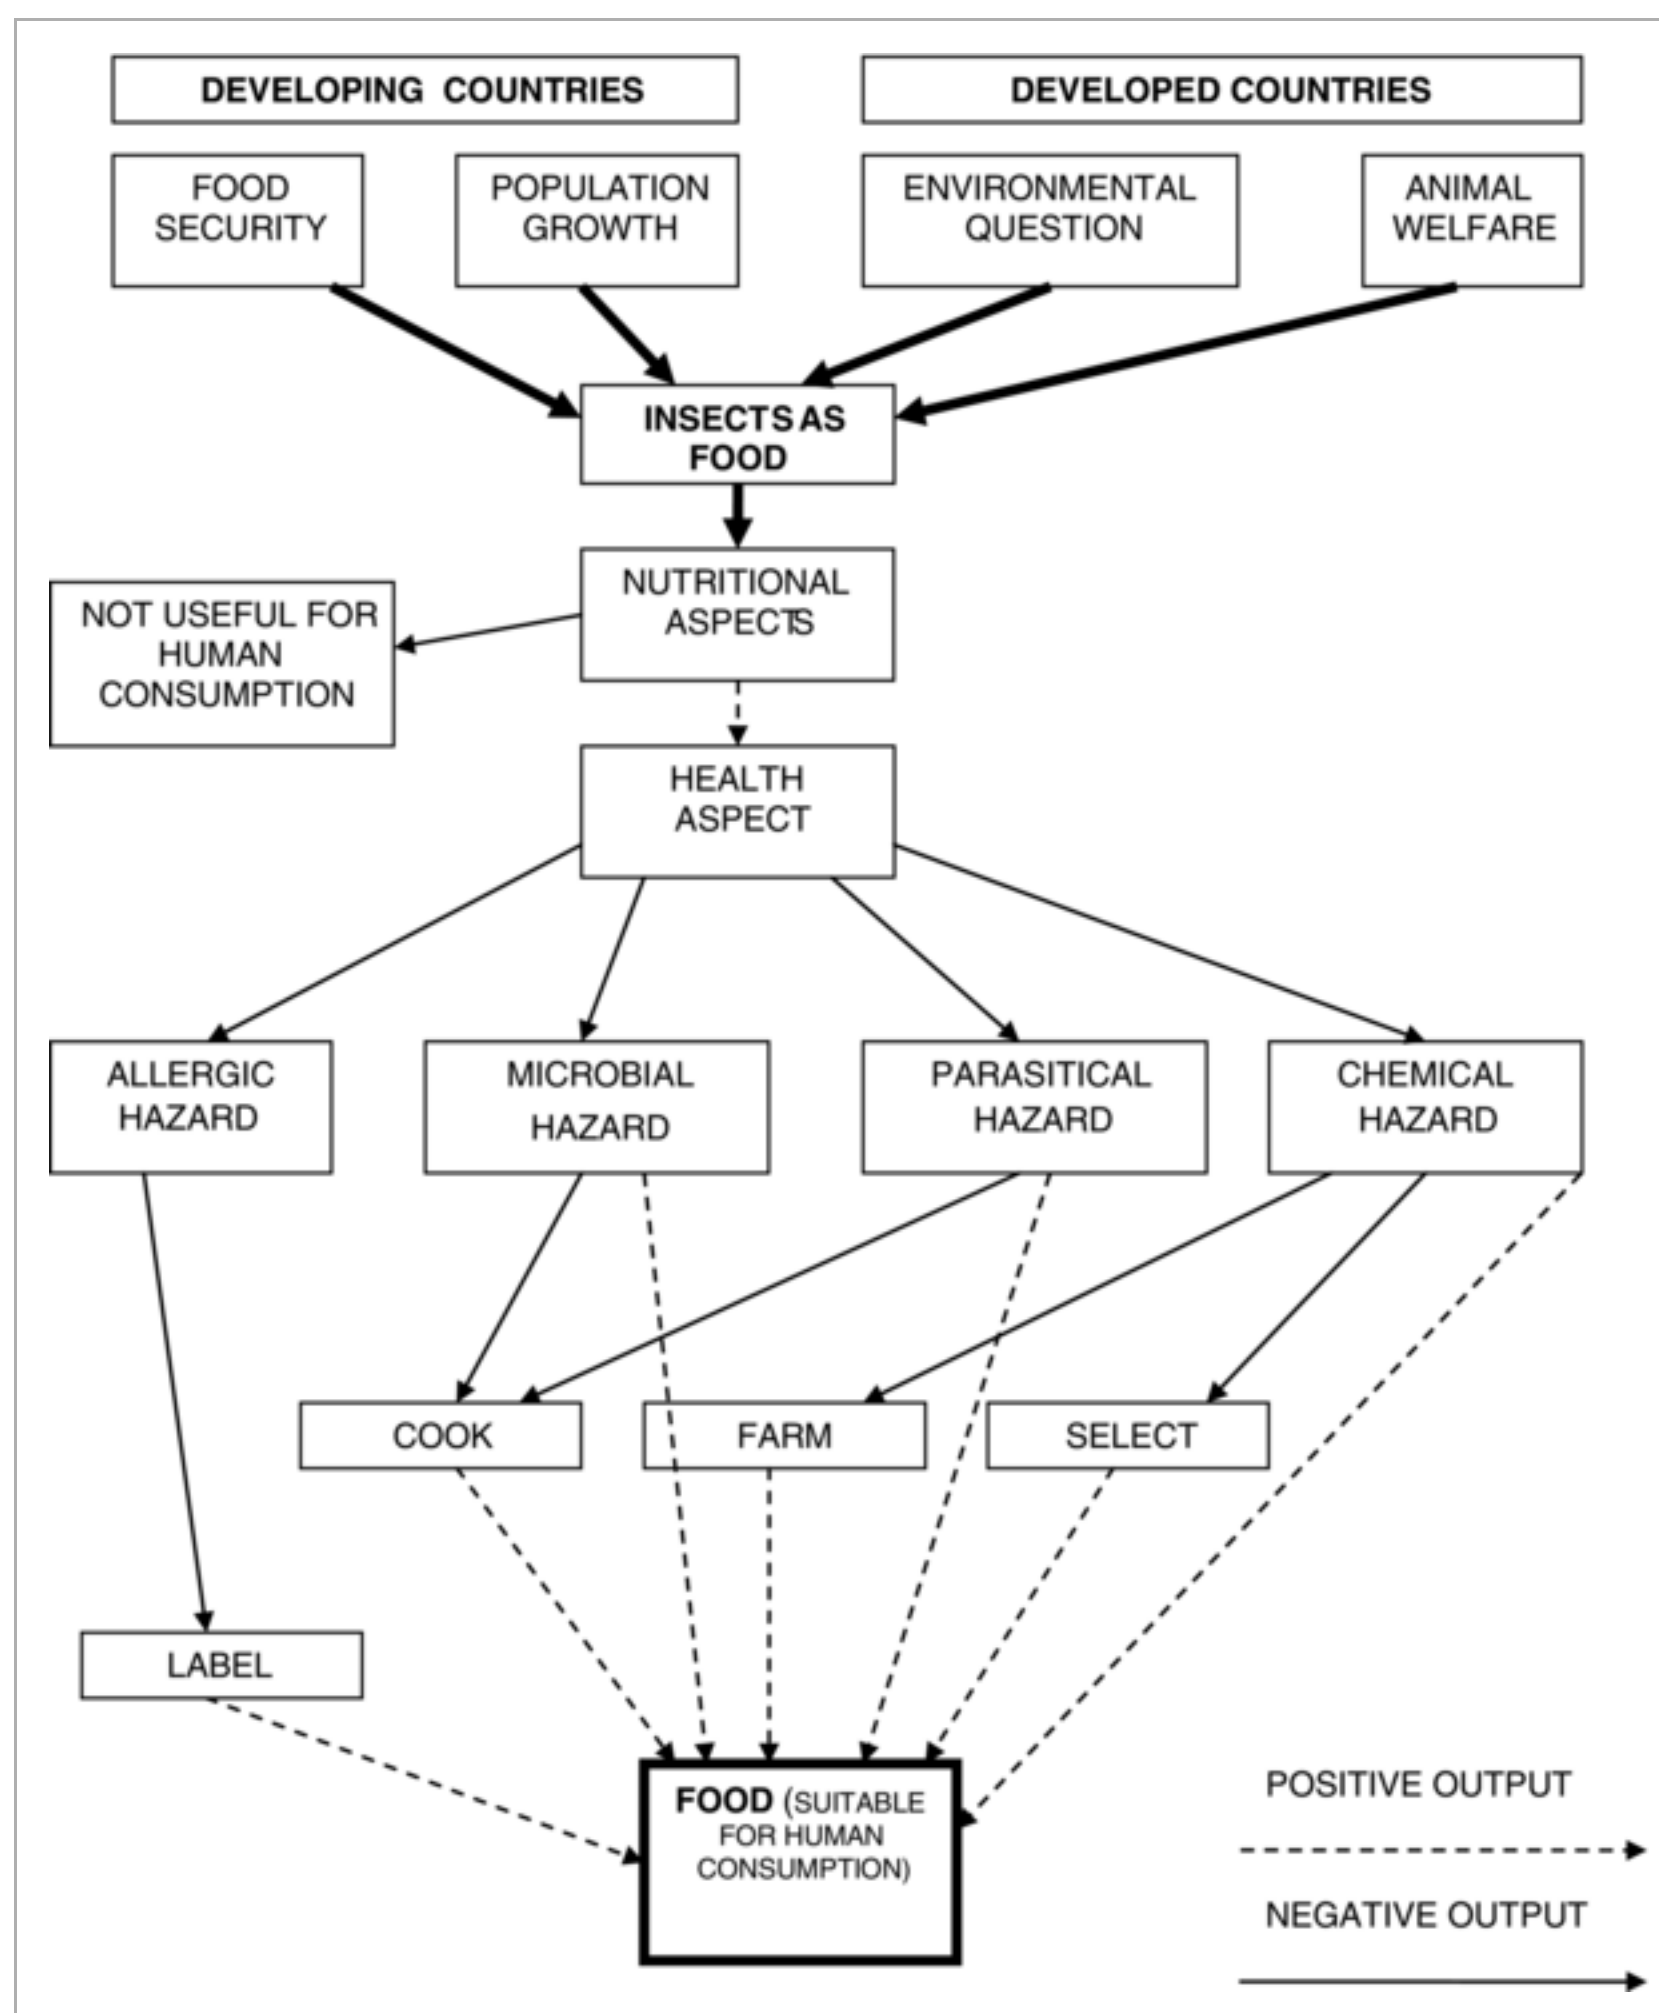 DEVELOPING COUNTRIES
DEVELOPED COUNTRIES
FOOD
SECURITY
POPULATION
GROWTH
ENVIRONMENTAL
QUESTION
ANIMAL
WELFARE
INSECTS AS
FOOD
NUTRITIONAL
ASPECTS
NOT USEFUL FOR
HUMAN
CONSUMPTION
HEALTH
ASPECT
ALLERGIC
HAZARD
MICROBIAL
HAZARD
PARASITICAL
HAZARD
CHEMICAL
HAZARD
COOK
FARM
SELECT
LABEL
FOOD (SUITABLE
FOR HUMAN
CONSUMPTION)
POSITIVE OUTPUT
NEGATIVE OUTPUT